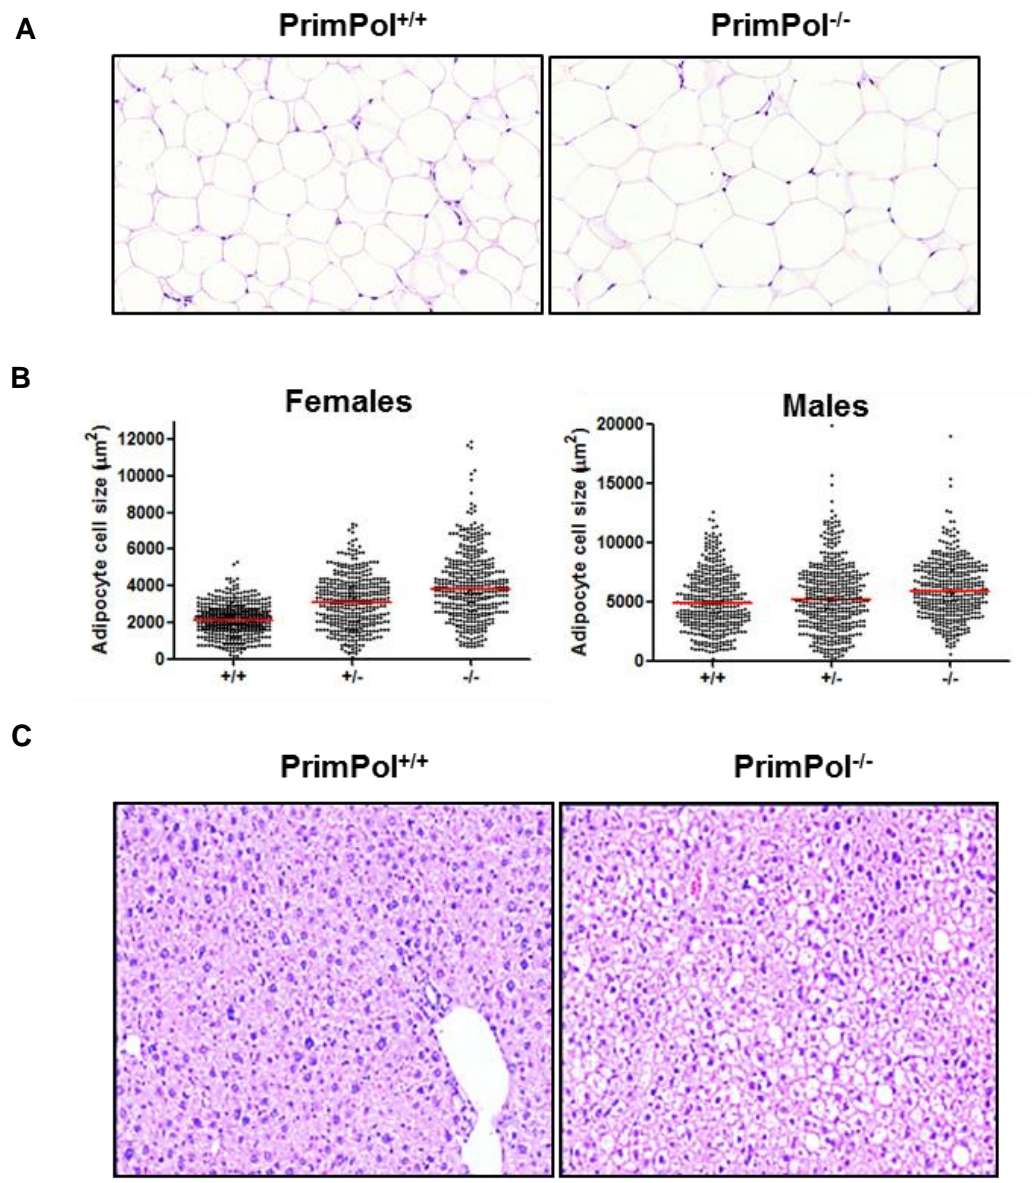 A
PrimPol+/+
PrimPol-/-
B
Females
Adipocyte cell size (μm2)
12000
10000
8000
6000
4000
2000
0
+/+
+/-
-/-
Males
Adipocyte cell size (μm2)
20000
15000
10000
5000
0
+/+
+/-
-/-
C
PrimPol+/+
PrimPol-/-